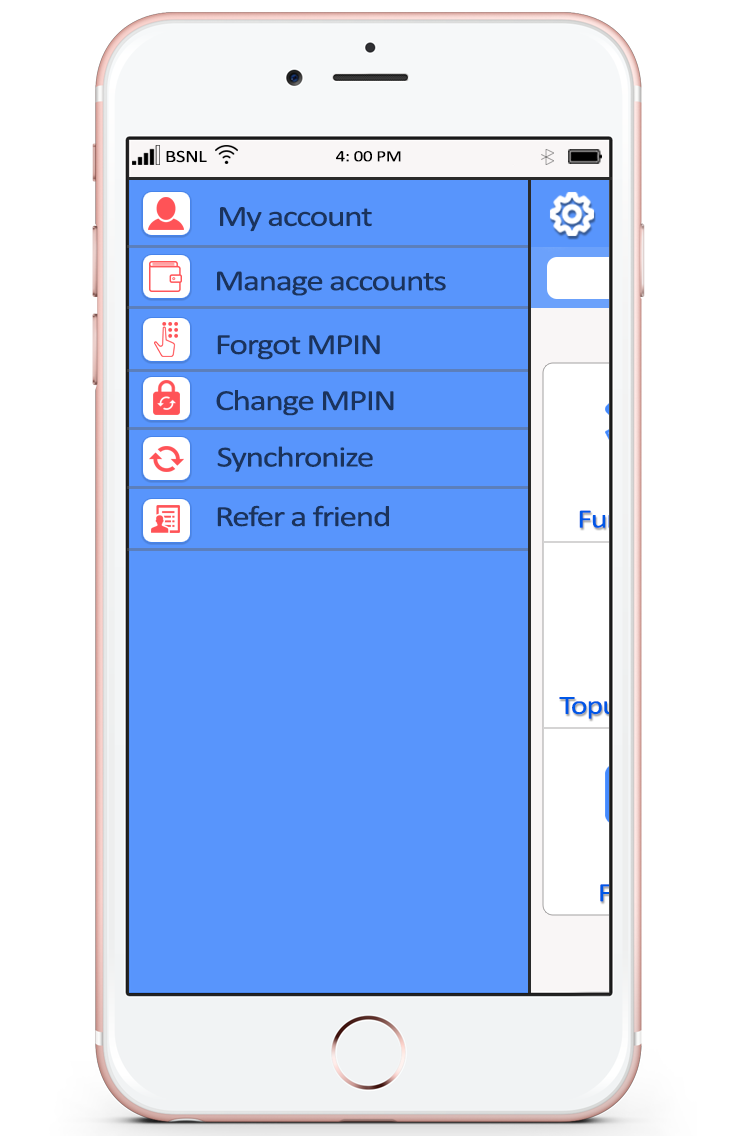 BSNL
4: 00 PM
My account
Manage accounts
Forgot MPIN
Change MPIN
Synchronize
Refer a friend
Fu
Topu
F